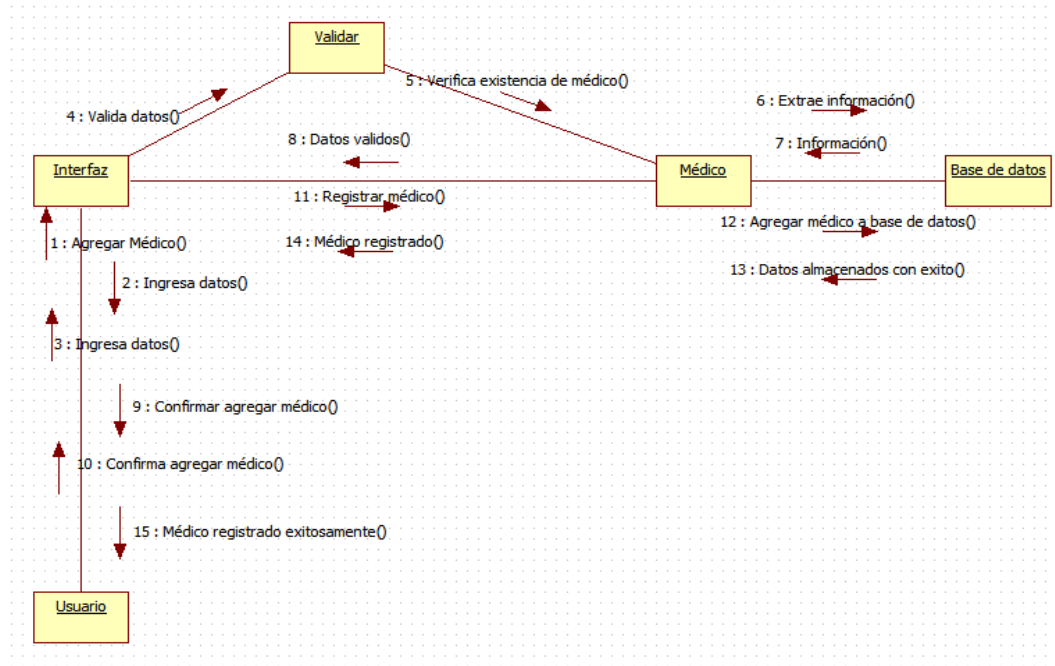 Validar
5 : Verifica existencia de médico()
6 : Extrae información()
4 : Valida datos()
8 : Datos validos()
7 : Información()
Interfaz
Médico
Base de datos
11 : Registrar médico()
12 : Agregar médico a base de datos()
1 : Agregar Médico()
14 : Médico registrado()
13 : Datos almacenados con exito()
2 : Ingresa datos()
3 : Ingresa datos()
9 : Confirmar agregar médico()
10 : Confirma agregar médico()
15 : Médico registrado exitosamente()
Usuario